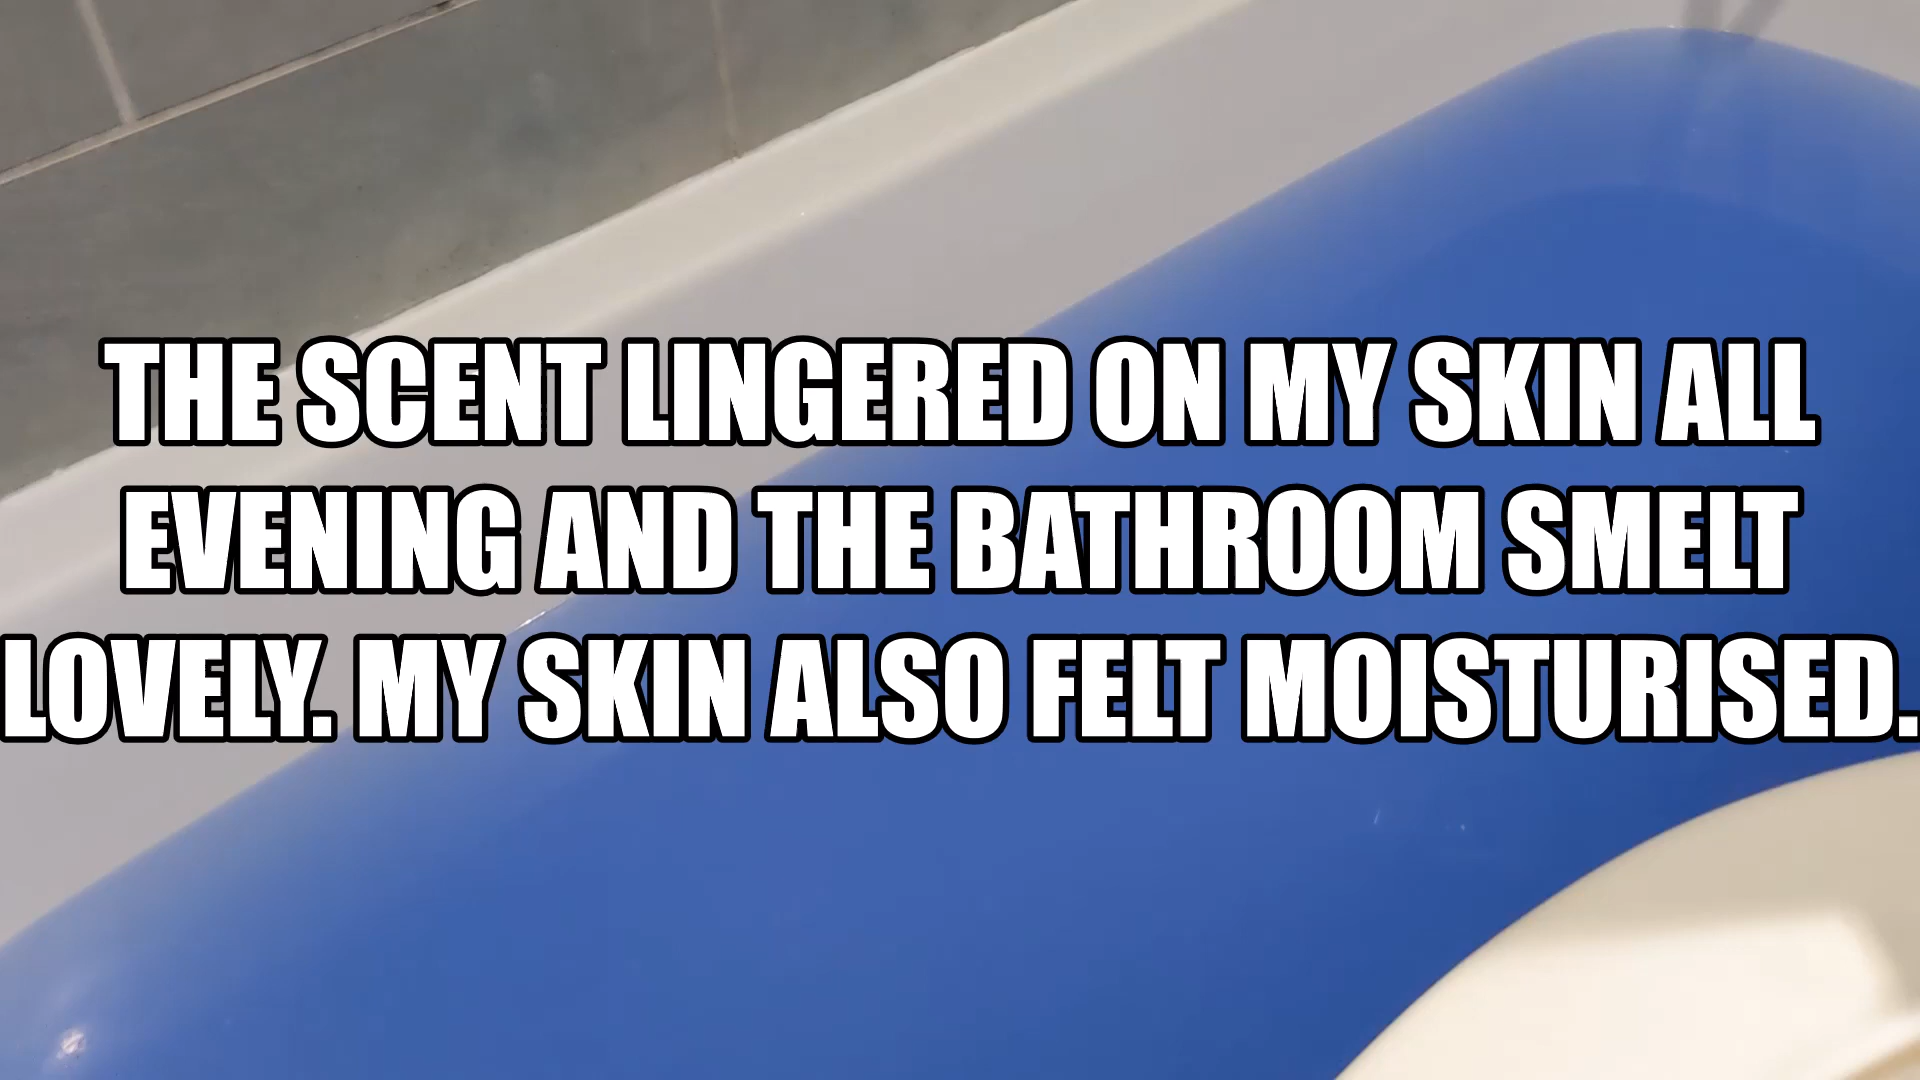 THE SCENT LINGERED ON MY SKIN ALL
EVENING AND THE BATHROOM SMELT
LOVELY. MY SKIN ALSO FELT MOISTURISED.